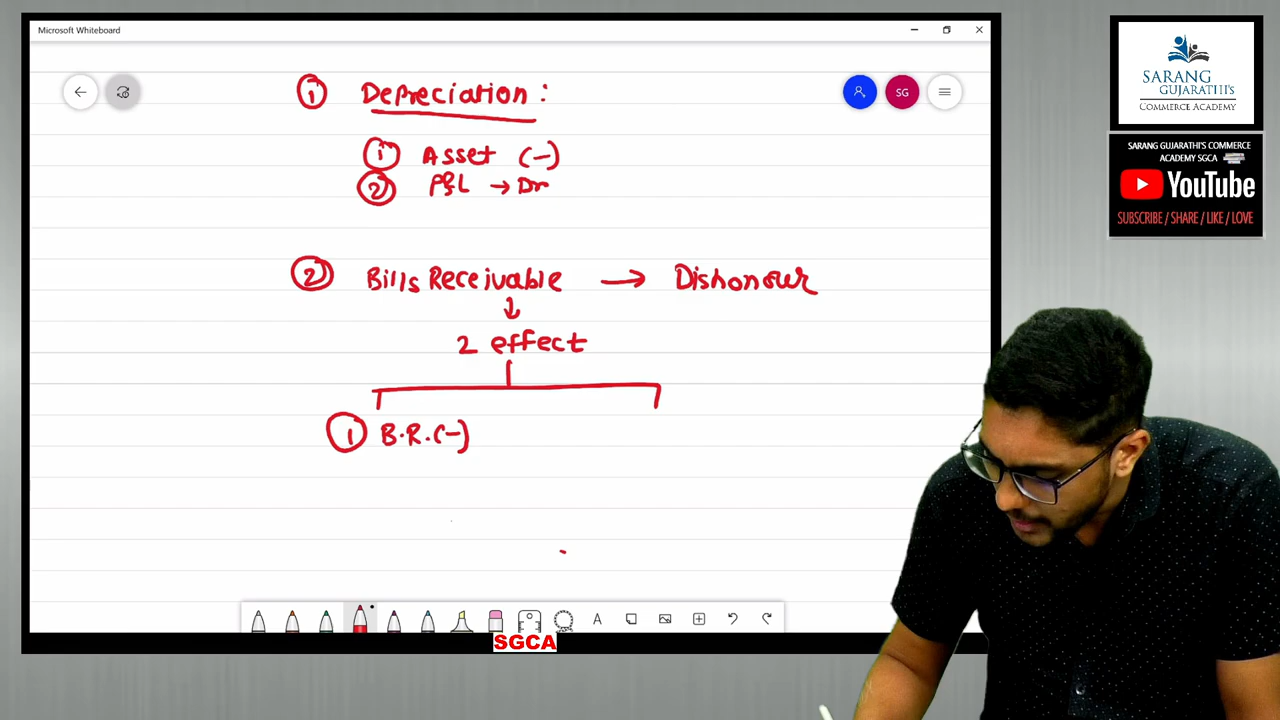 Microsoft Whiteboard
① Depreciation :
① Asset (-)
② P&L → Dr
② Bills Receivable → Dishonour
↓
2 effect
① B.R. (-)
SG
A
SGCA
SARANG
GUJARATHI'S
COMMERCE ACADEMY
SARANG GUJARATHI'S COMMERCE
ACADEMY SGCA
YouTube
SUBSCRIBE / SHARE / LIKE / LOVE